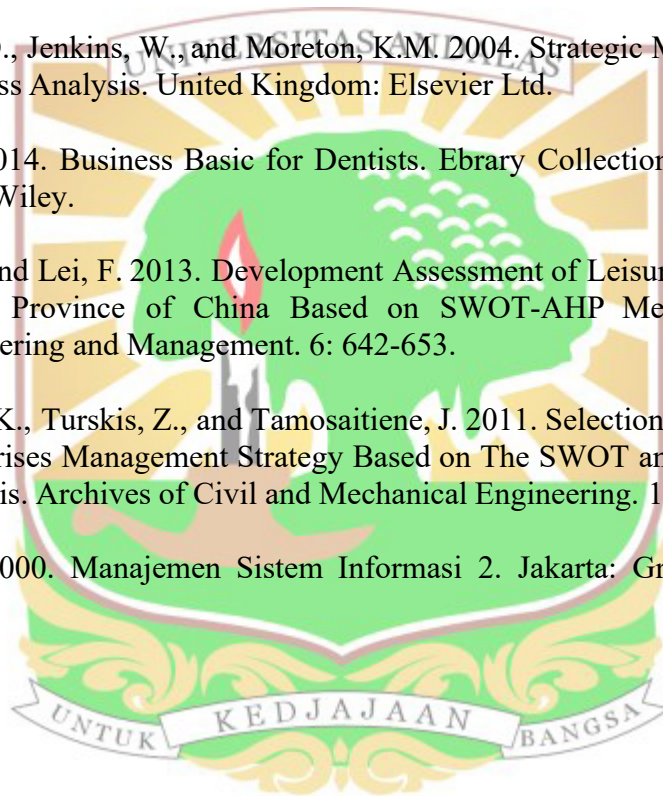 UNIVERSITAS ANDALAS
D., Jenkins, W., and Moreton, K.M. 2004. Strategic M
ss Analysis. United Kingdom: Elsevier Ltd.
014. Business Basic for Dentists. Ebrary Collection
Wiley.
nd Lei, F. 2013. Development Assessment of Leisur
Province of China Based on SWOT-AHP Me
ering and Management. 6: 642-653.
K., Turskis, Z., and Tamosaitiene, J. 2011. Selection
rises Management Strategy Based on The SWOT an
is. Archives of Civil and Mechanical Engineering. 1
000. Manajemen Sistem Informasi 2. Jakarta: Gr
UNTUK KEDJAJAAN BANGSA